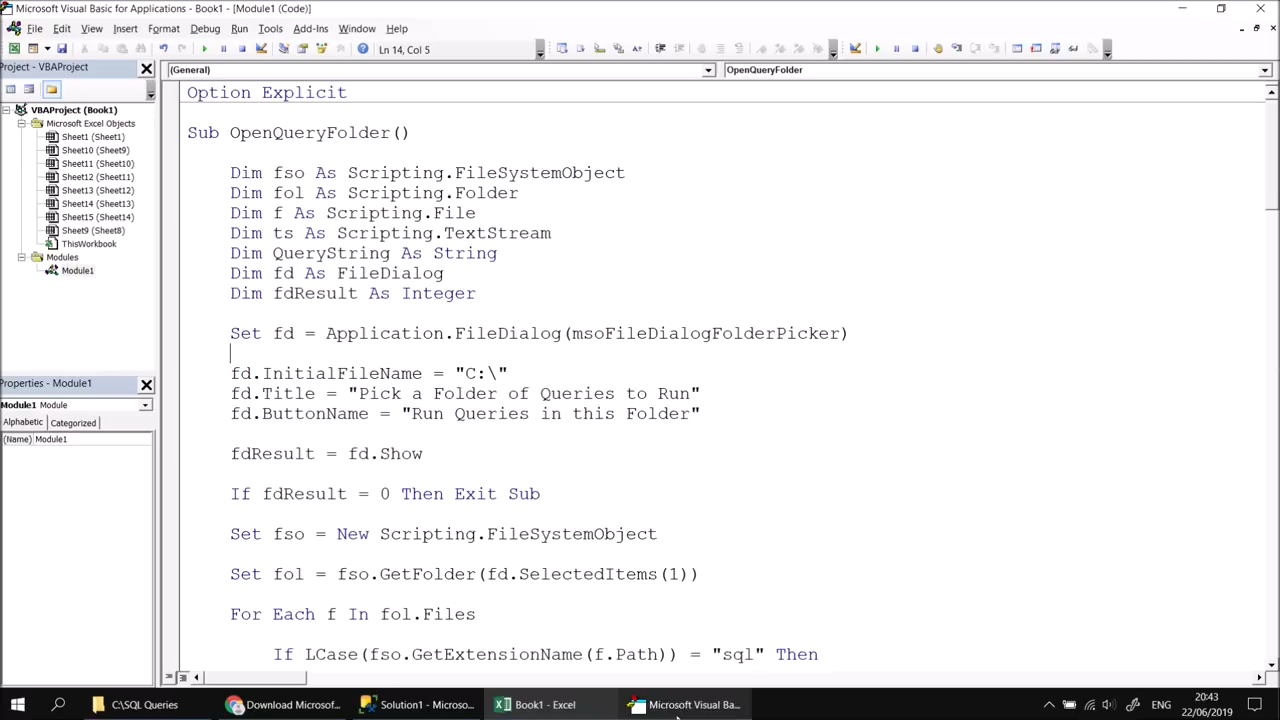 Microsoft Visual Basic for Applications - Book1 - [Module1 (Code)]
File Edit View Insert Format Debug Run Tools Add-Ins Window Help
Ln 14, Col 5
Project - VBAProject
(General)
OpenQueryFolder
VBAProject (Book1)
Microsoft Excel Objects
Sheet1 (Sheet1)
Sheet10 (Sheet9)
Sheet11 (Sheet10)
Sheet12 (Sheet11)
Sheet13 (Sheet12)
Sheet14 (Sheet13)
Sheet15 (Sheet14)
Sheet9 (Sheet8)
ThisWorkbook
Modules
Module1
Properties - Module1
Module1 Module
Alphabetic Categorized
(Name) Module1
Option Explicit
Sub OpenQueryFolder()
Dim fso As Scripting.FileSystemObject
Dim fol As Scripting.Folder
Dim f As Scripting.File
Dim ts As Scripting.TextStream
Dim QueryString As String
Dim fd As FileDialog
Dim fdResult As Integer
Set fd = Application.FileDialog(msoFileDialogFolderPicker)
fd.InitialFileName = "C:\"
fd.Title = "Pick a Folder of Queries to Run"
fd.ButtonName = "Run Queries in this Folder"
fdResult = fd.Show
If fdResult = 0 Then Exit Sub
Set fso = New Scripting.FileSystemObject
Set fol = fso.GetFolder(fd.SelectedItems(1))
For Each f In fol.Files
If LCase(fso.GetExtensionName(f.Path)) = "sql" Then
C:\SQL Queries
Download Microsof...
Solution1 - Microso...
Book1 - Excel
Microsoft Visual Ba...
ENG
20:43
22/06/2019